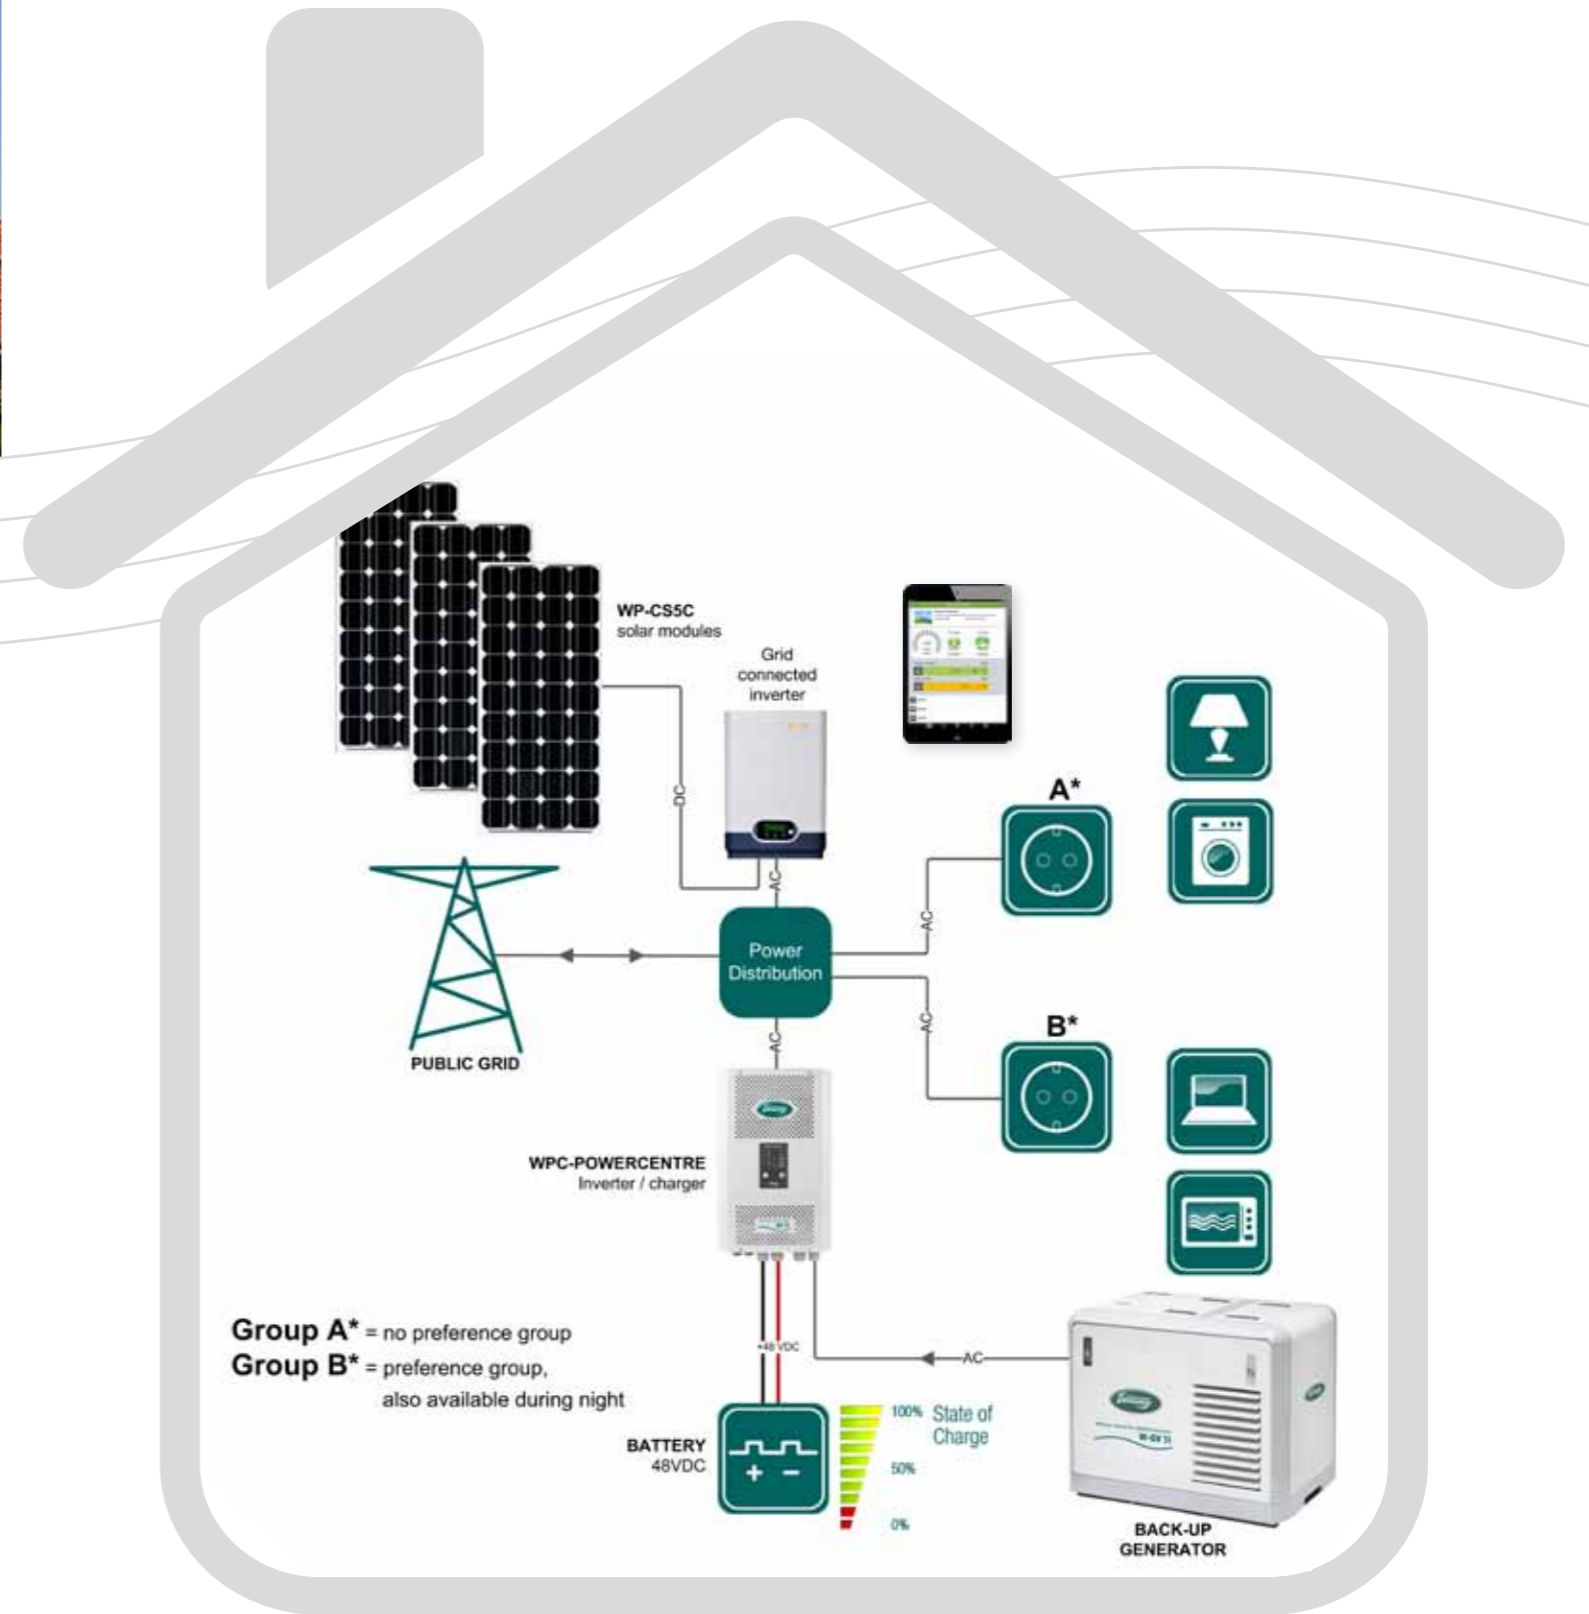 WP-CS5C
solar modules
Grid
connected
inverter
DC
AC
A*
AC
Power
Distribution
PUBLIC GRID
AC
AC
B*
WPC-POWERCENTRE
Inverter / charger
Group A* = no preference group
Group B* = preference group,
also available during night
+48 VDC
AC
BATTERY
48VDC
100%
State of
Charge
50%
0%
BACK-UP
GENERATOR